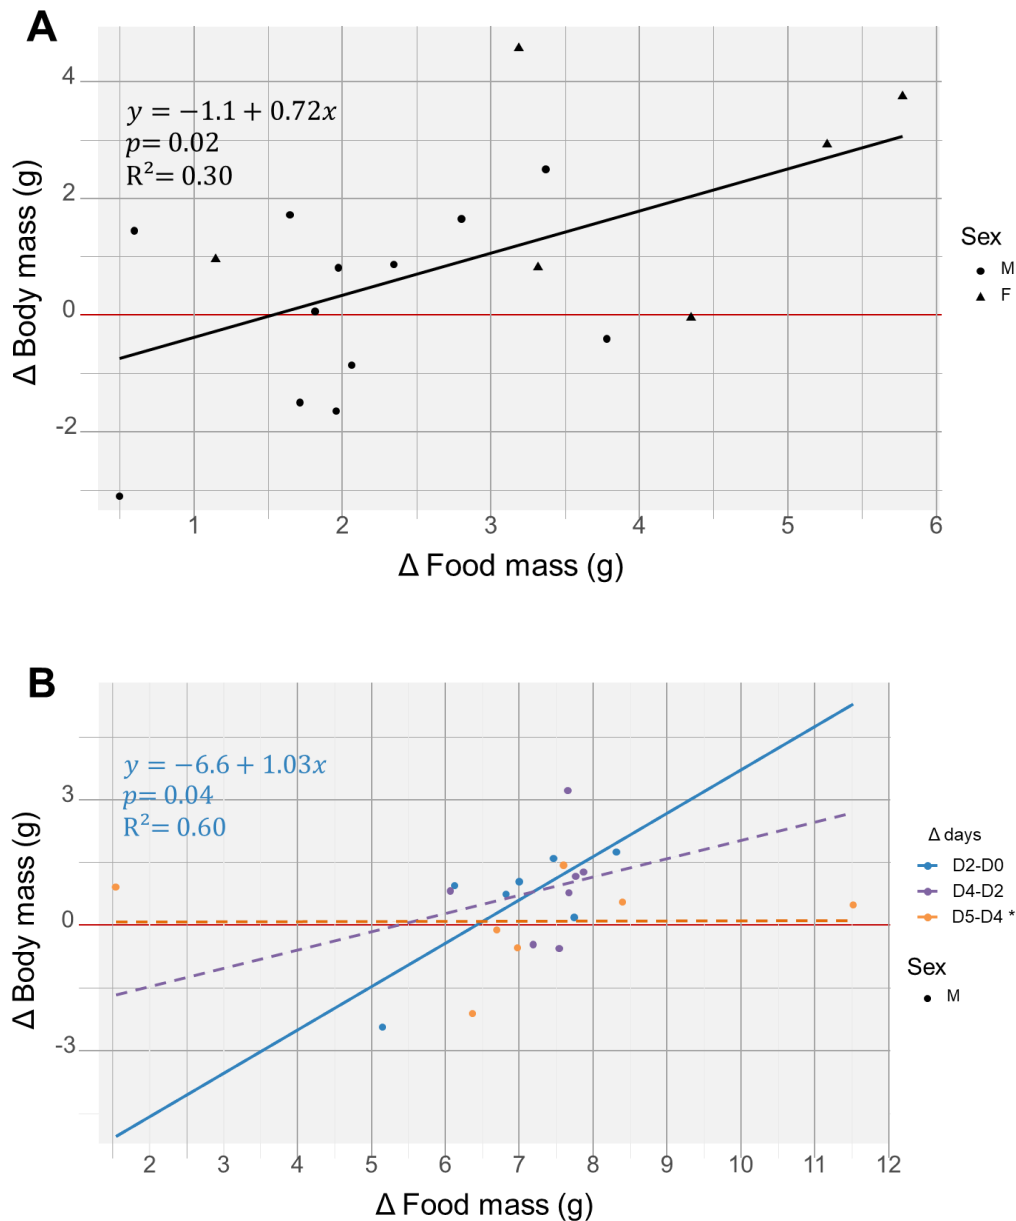 A
4
2
0
-2
Δ Body mass (g)
y = −1.1 + 0.72x
p= 0.02
R²= 0.30
1 2 3 4 5 6
Δ Food mass (g)
Sex
M
F
B
3
0
-3
Δ Body mass (g)
y = −6.6 + 1.03x
p= 0.04
R²= 0.60
2 3 4 5 6 7 8 9 10 11 12
Δ Food mass (g)
Δ days
D2-D0
D4-D2
D5-D4 *
Sex
M